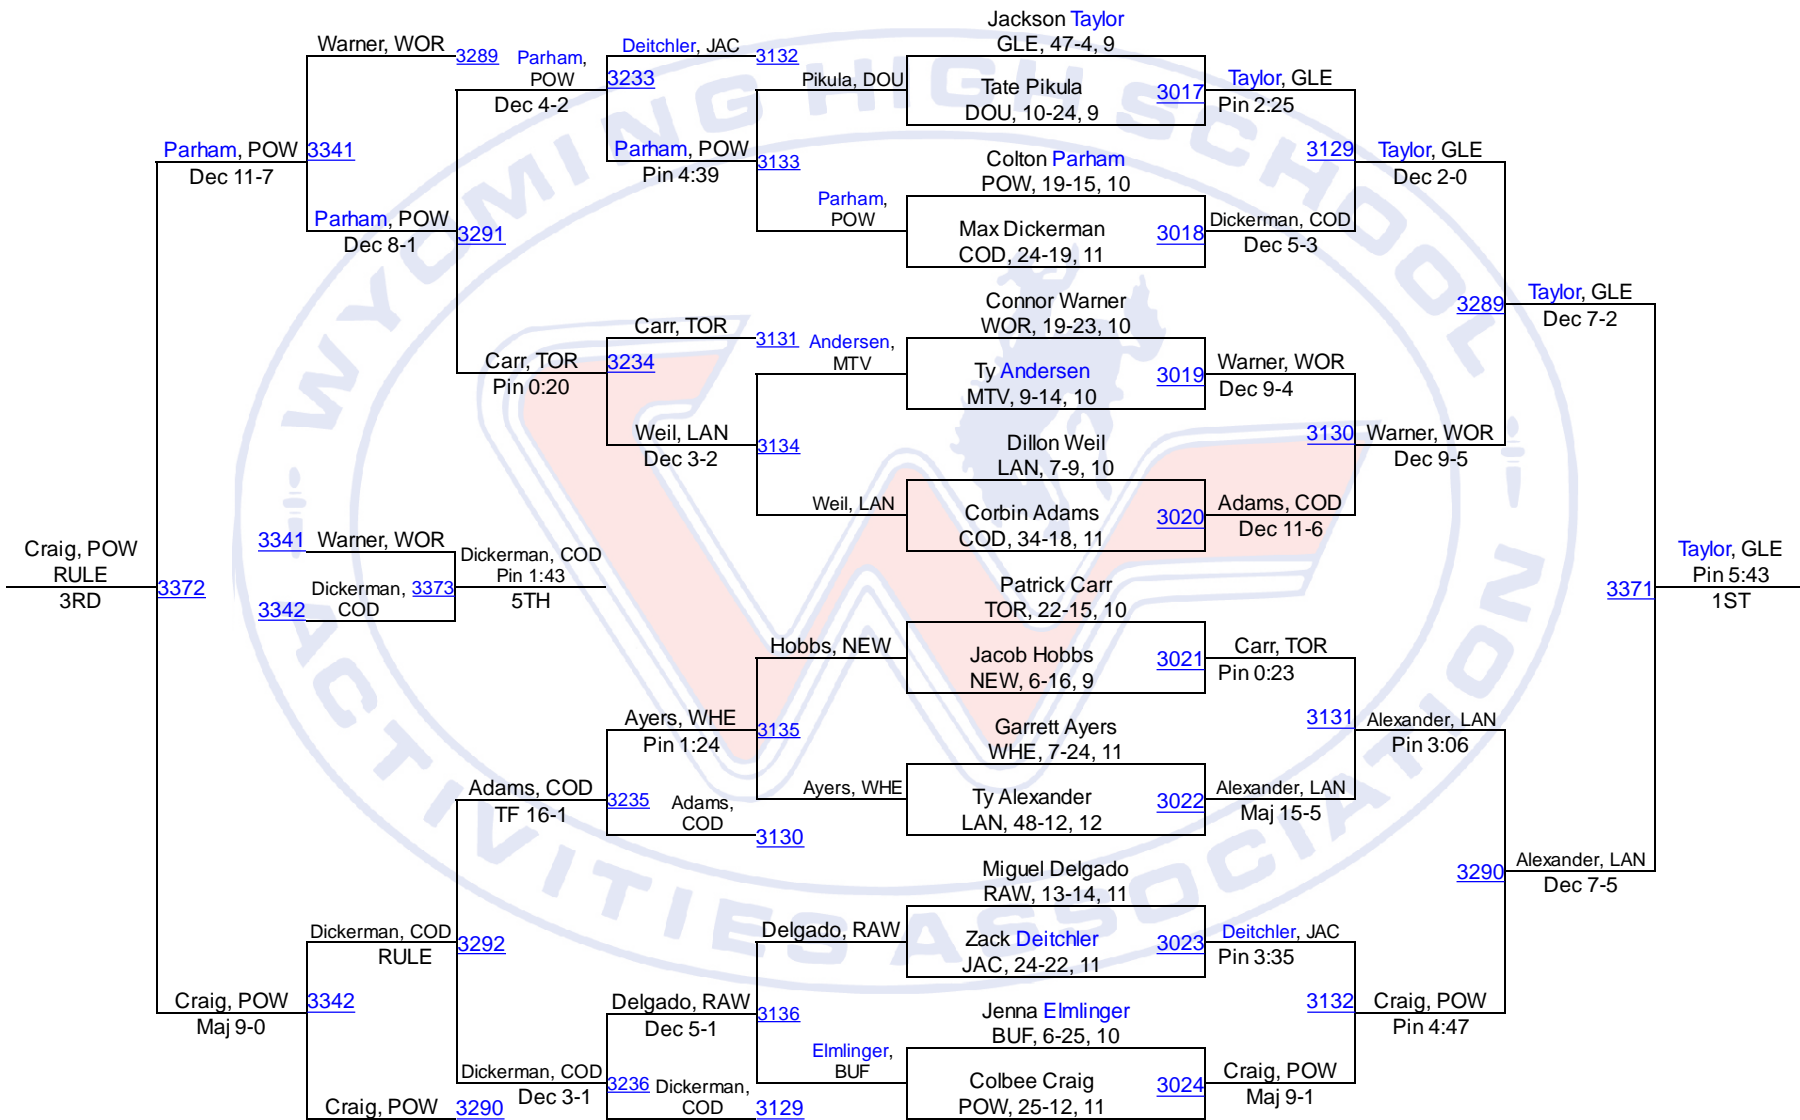 Jackson Taylor
GLE, 47-4, 9
Warner, WOR
3289
Parham,
POW
Dec 4-2
Deitchler, JAC
3132
3233
Pikula, DOU
Tate Pikula
DOU, 10-24, 9
3017
Taylor, GLE
Pin 2:25
Parham, POW
Dec 11-7
3341
Parham, POW
Pin 4:39
3133
Colton Parham
POW, 19-15, 10
3129
Taylor, GLE
Dec 2-0
Parham, POW
Dec 8-1
3291
Parham,
POW
Max Dickerman
COD, 24-19, 11
3018
Dickerman, COD
Dec 5-3
Connor Warner
WOR, 19-23, 10
3289
Taylor, GLE
Dec 7-2
Carr, TOR
3131
Carr, TOR
Pin 0:20
3234
Andersen,
MTV
Ty Andersen
MTV, 9-14, 10
3019
Warner, WOR
Dec 9-4
Weil, LAN
Dec 3-2
3134
Dillon Weil
LAN, 7-9, 10
3130
Warner, WOR
Dec 9-5
Weil, LAN
Corbin Adams
COD, 34-18, 11
3020
Adams, COD
Dec 11-6
Craig, POW
RULE
3RD
3372
3341
Warner, WOR
3342
Dickerman,
COD
3373
Dickerman, COD
Pin 1:43
5TH
Patrick Carr
TOR, 22-15, 10
3371
Taylor, GLE
Pin 5:43
1ST
Hobbs, NEW
Jacob Hobbs
NEW, 6-16, 9
3021
Carr, TOR
Pin 0:23
Ayers, WHE
Pin 1:24
3135
Garrett Ayers
WHE, 7-24, 11
3131
Alexander, LAN
Pin 3:06
Adams, COD
TF 16-1
3235
Adams,
COD
3130
Ayers, WHE
Ty Alexander
LAN, 48-12, 12
3022
Alexander, LAN
Maj 15-5
Miguel Delgado
RAW, 13-14, 11
3290
Alexander, LAN
Dec 7-5
Dickerman, COD
RULE
3292
Delgado, RAW
Zack Deitchler
JAC, 24-22, 11
3023
Deitchler, JAC
Pin 3:35
Craig, POW
Maj 9-0
3342
Delgado, RAW
Dec 5-1
3136
Jenna Elmlinger
BUF, 6-25, 10
3132
Craig, POW
Pin 4:47
Craig, POW
3290
Dickerman, COD
Dec 3-1
3236
Dickerman,
COD
3129
Elmlinger,
BUF
Colbee Craig
POW, 25-12, 11
3024
Craig, POW
Maj 9-1
WYOMING HIGH SCHOOL
ACTIVITIES ASSOCIATION